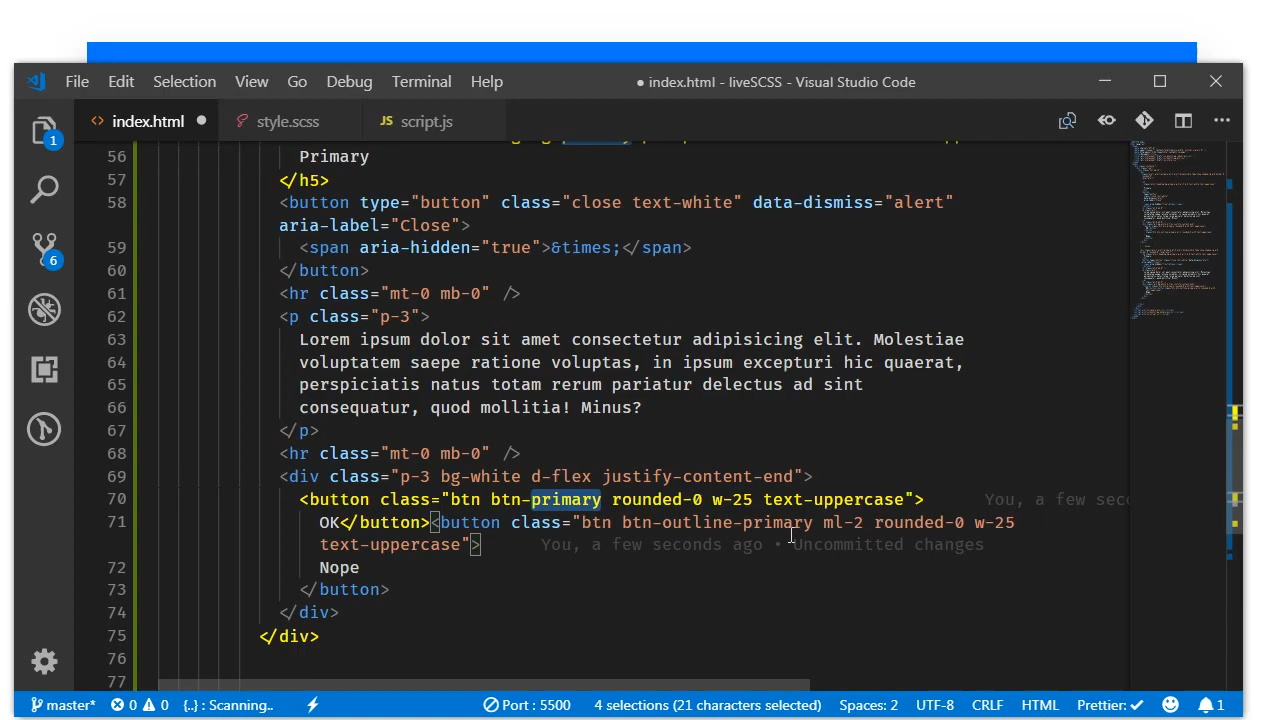 File Edit Selection View Go Debug Terminal Help ● index.html - liveSCSS - Visual Studio Code
<> index.html ● style.scss JS script.js
56 Primary
57 </h5>
58 <button type="button" class="close text-white" data-dismiss="alert"
aria-label="Close">
59 <span aria-hidden="true">&times;</span>
60 </button>
61 <hr class="mt-0 mb-0" />
62 <p class="p-3">
63 Lorem ipsum dolor sit amet consectetur adipisicing elit. Molestiae
64 voluptatem saepe ratione voluptas, in ipsum excepturi hic quaerat,
65 perspiciatis natus totam rerum pariatur delectus ad sint
66 consequatur, quod mollitia! Minus?
67 </p>
68 <hr class="mt-0 mb-0" />
69 <div class="p-3 bg-white d-flex justify-content-end">
70 <button class="btn btn-primary rounded-0 w-25 text-uppercase"> You, a few seco
71 OK</button><button class="btn btn-outline-primary ml-2 rounded-0 w-25
text-uppercase"> You, a few seconds ago • Uncommitted changes
72 Nope
73 </button>
74 </div>
75 </div>
76
77
1
6
master* 0 0 {..} : Scanning.. Port : 5500 4 selections (21 characters selected) Spaces: 2 UTF-8 CRLF HTML Prettier: ✓ 1